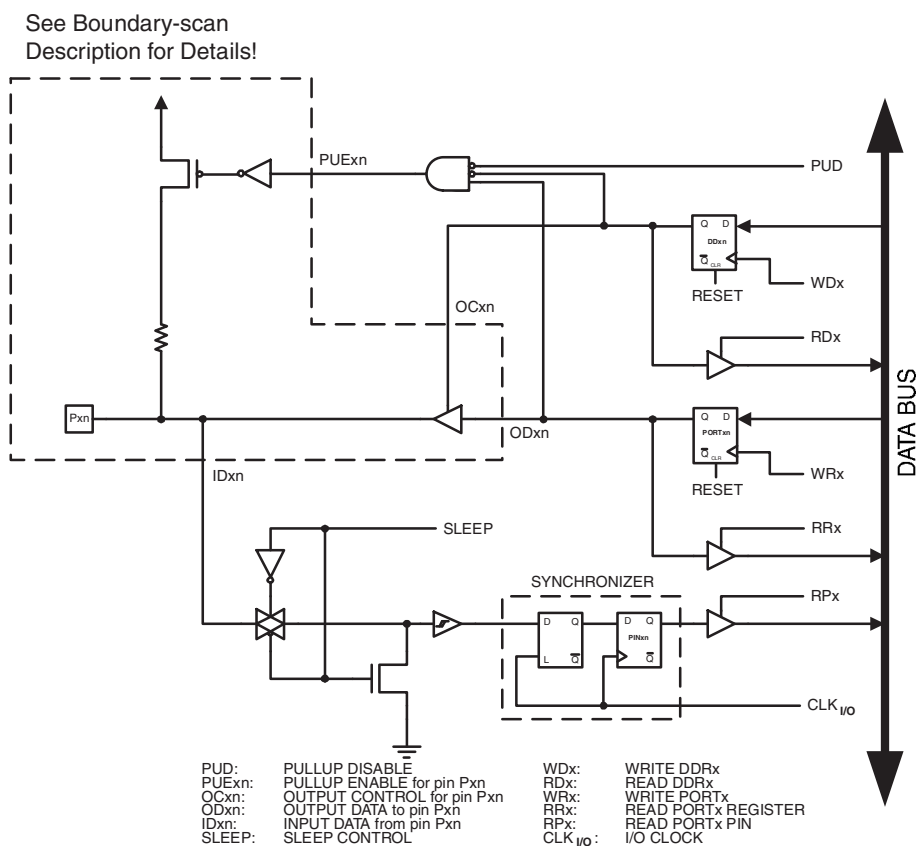 See Boundary-scan
Description for Details!
PUExn
PUD
Q D
DDxn
Q CLR
RESET
WDx
OCxn
RDx
DATA BUS
Pxn
ODxn
Q D
PORTxn
Q CLR
RESET
WRx
IDxn
SLEEP
RRx
SYNCHRONIZER
RPx
D Q
L Q
D Q
PINxn
Q
CLK I/O
PUD: PULLUP DISABLE
PUExn: PULLUP ENABLE for pin Pxn
OCxn: OUTPUT CONTROL for pin Pxn
ODxn: OUTPUT DATA to pin Pxn
IDxn: INPUT DATA from pin Pxn
SLEEP: SLEEP CONTROL
WDx: WRITE DDRx
RDx: READ DDRx
WRx: WRITE PORTx
RRx: READ PORTx REGISTER
RPx: READ PORTx PIN
CLK I/O: I/O CLOCK